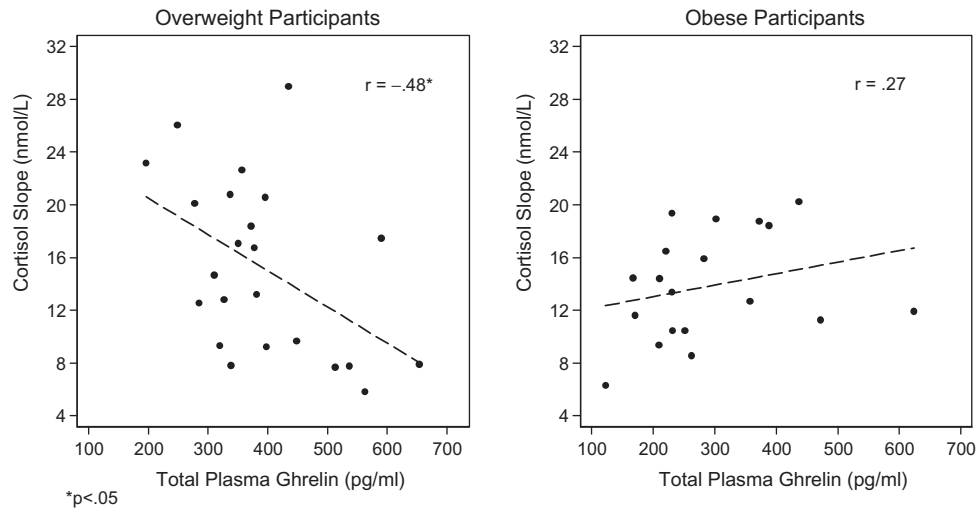 Overweight Participants
Obese Participants
r = –.48*
r = .27
Cortisol Slope (nmol/L)
32
28
24
20
16
12
8
4
100 200 300 400 500 600 700
Total Plasma Ghrelin (pg/ml)
Cortisol Slope (nmol/L)
32
28
24
20
16
12
8
4
100 200 300 400 500 600 700
Total Plasma Ghrelin (pg/ml)
*p<.05